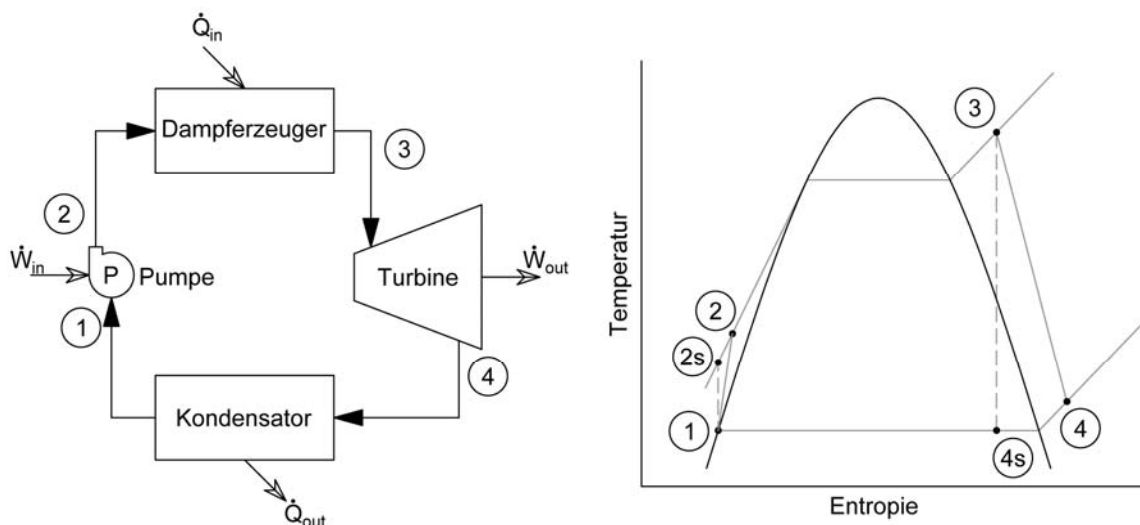 Q̇in
Dampferzeuger
3
2
Ẇin
P
Pumpe
Turbine
Ẇout
1
4
Kondensator
Q̇out
Temperatur
3
2
2s
1
4s
4
Entropie